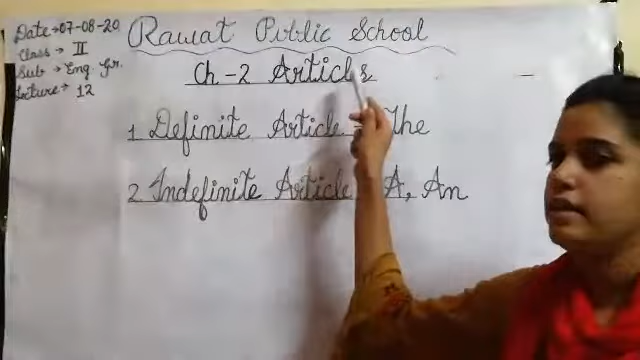 Date→07-08-20
Class → II
Sub → Eng. Gr.
Lecture→ 12
Rawat Public School
Ch-2 Articles
1 Definite Article → The
2 Indefinite Article → A, An